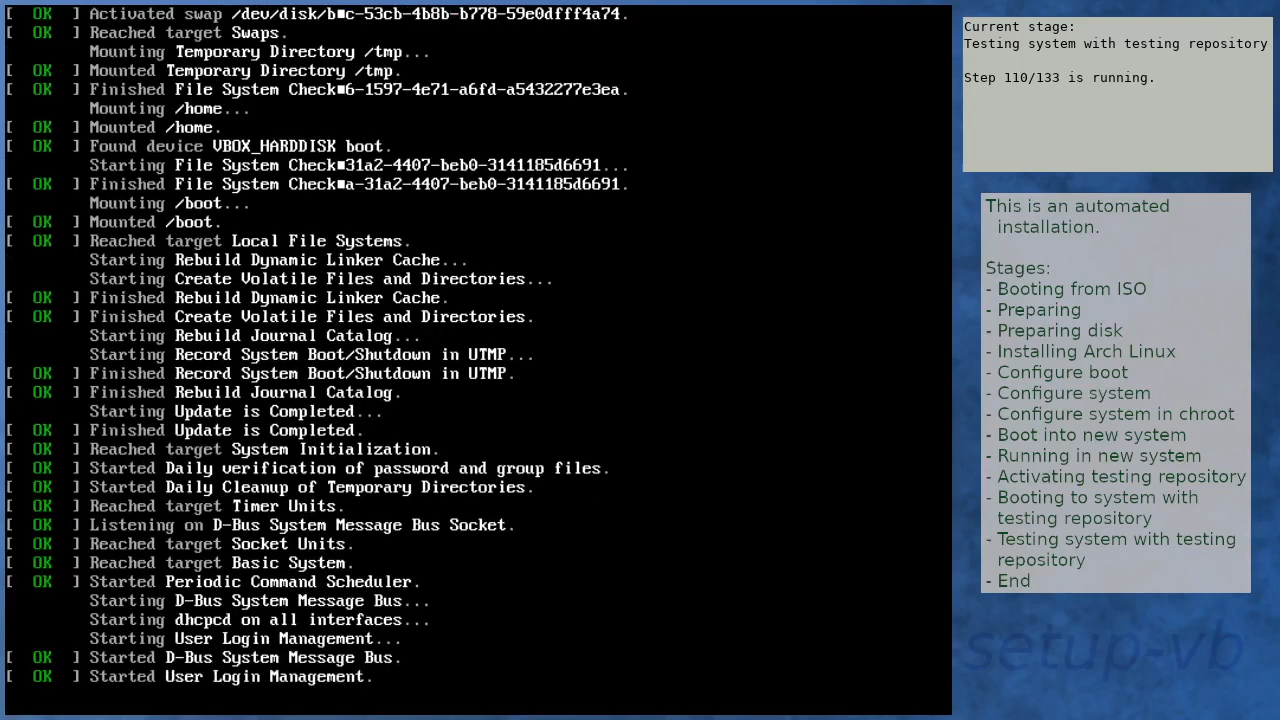 [  OK  ] Activated swap /dev/disk/b■c-53cb-4b8b-b778-59e0dfff4a74.
[  OK  ] Reached target Swaps.
Mounting Temporary Directory /tmp...
[  OK  ] Mounted Temporary Directory /tmp.
[  OK  ] Finished File System Check■6-1597-4e71-a6fd-a5432277e3ea.
Mounting /home...
[  OK  ] Mounted /home.
[  OK  ] Found device VBOX_HARDDISK boot.
Starting File System Check■31a2-4407-beb0-3141185d6691...
[  OK  ] Finished File System Check■a-31a2-4407-beb0-3141185d6691.
Mounting /boot...
[  OK  ] Mounted /boot.
[  OK  ] Reached target Local File Systems.
Starting Rebuild Dynamic Linker Cache...
Starting Create Volatile Files and Directories...
[  OK  ] Finished Rebuild Dynamic Linker Cache.
[  OK  ] Finished Create Volatile Files and Directories.
Starting Rebuild Journal Catalog...
Starting Record System Boot/Shutdown in UTMP...
[  OK  ] Finished Record System Boot/Shutdown in UTMP.
[  OK  ] Finished Rebuild Journal Catalog.
Starting Update is Completed...
[  OK  ] Finished Update is Completed.
[  OK  ] Reached target System Initialization.
[  OK  ] Started Daily verification of password and group files.
[  OK  ] Started Daily Cleanup of Temporary Directories.
[  OK  ] Reached target Timer Units.
[  OK  ] Listening on D-Bus System Message Bus Socket.
[  OK  ] Reached target Socket Units.
[  OK  ] Reached target Basic System.
[  OK  ] Started Periodic Command Scheduler.
Starting D-Bus System Message Bus...
Starting dhcpcd on all interfaces...
Starting User Login Management...
[  OK  ] Started D-Bus System Message Bus.
[  OK  ] Started User Login Management.
Current stage:
Testing system with testing repository
Step 110/133 is running.
This is an automated
installation.
Stages:
- Booting from ISO
- Preparing
- Preparing disk
- Installing Arch Linux
- Configure boot
- Configure system
- Configure system in chroot
- Boot into new system
- Running in new system
- Activating testing repository
- Booting to system with
testing repository
- Testing system with testing
repository
- End
setup-vb